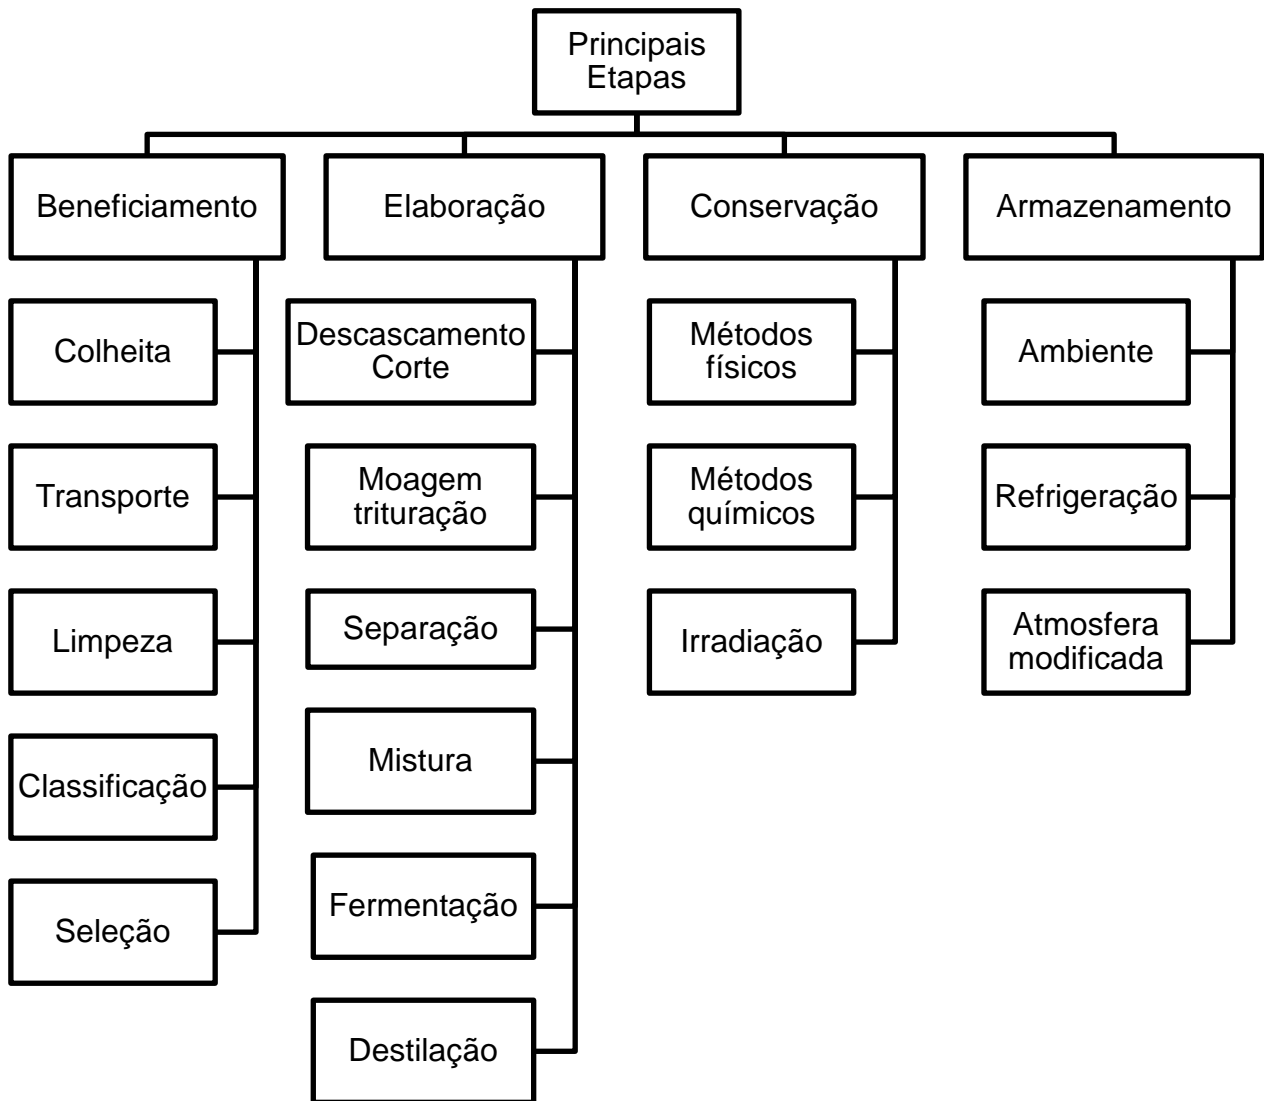 Principais
Etapas
Beneficiamento
Elaboração
Conservação
Armazenamento
Colheita
Transporte
Limpeza
Classificação
Seleção
Descascamento
Corte
Moagem
trituração
Separação
Mistura
Fermentação
Destilação
Métodos
físicos
Métodos
químicos
Irradiação
Ambiente
Refrigeração
Atmosfera
modificada